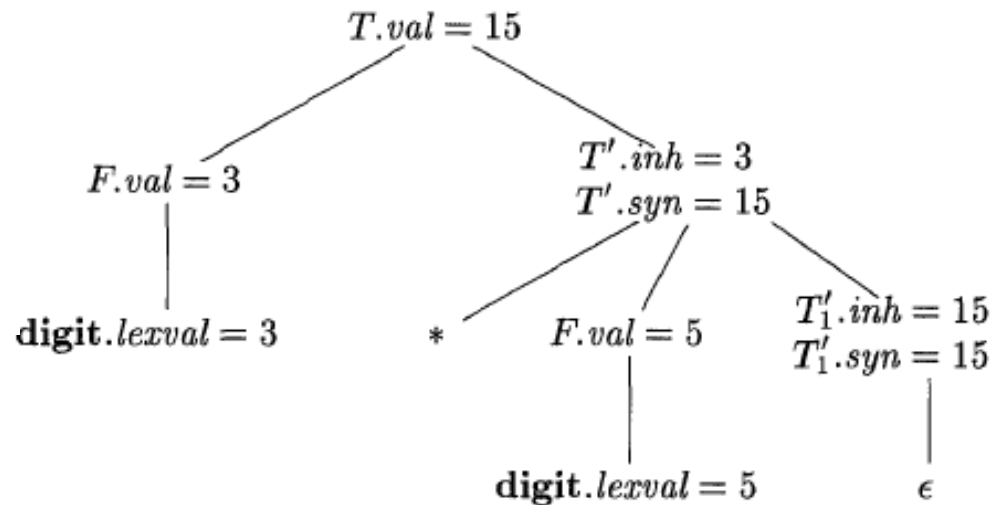 T.val = 15
F.val = 3
T′.inh = 3
T′.syn = 15
digit.lexval = 3
*
F.val = 5
T′₁.inh = 15
T′₁.syn = 15
digit.lexval = 5
ϵ